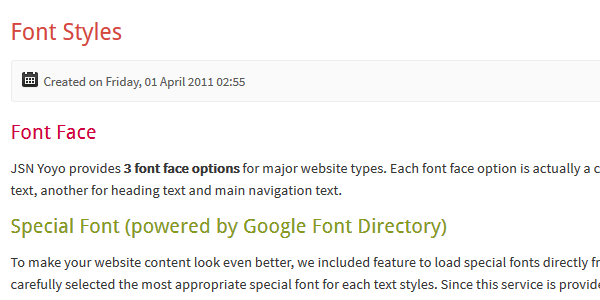 Font Styles
Created on Friday, 01 April 2011 02:55
Font Face
JSN Yoyo provides 3 font face options for major website types. Each font face option is actually a c
text, another for heading text and main navigation text.
Special Font (powered by Google Font Directory)
To make your website content look even better, we included feature to load special fonts directly fr
carefully selected the most appropriate special font for each text styles. Since this service is provide